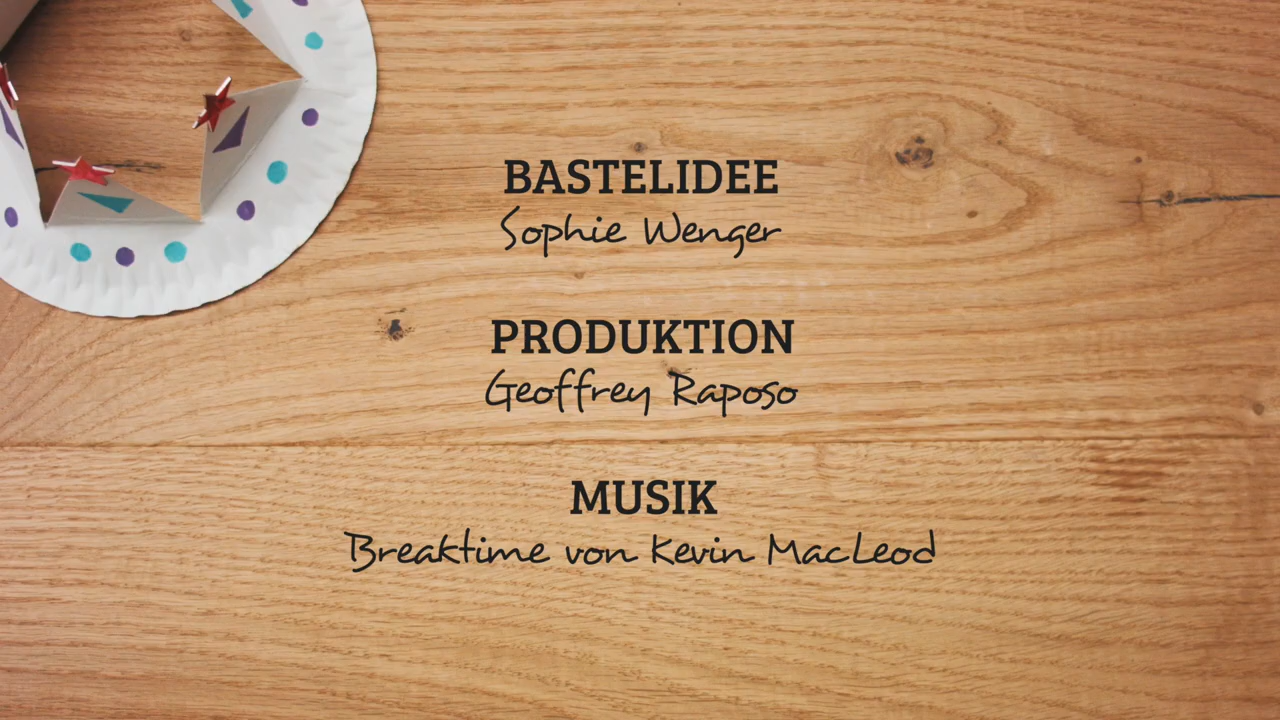 BASTELIDEE
Sophie Wenger
PRODUKTION
Geoffrey Raposo
MUSIK
Breaktime von Kevin MacLeod